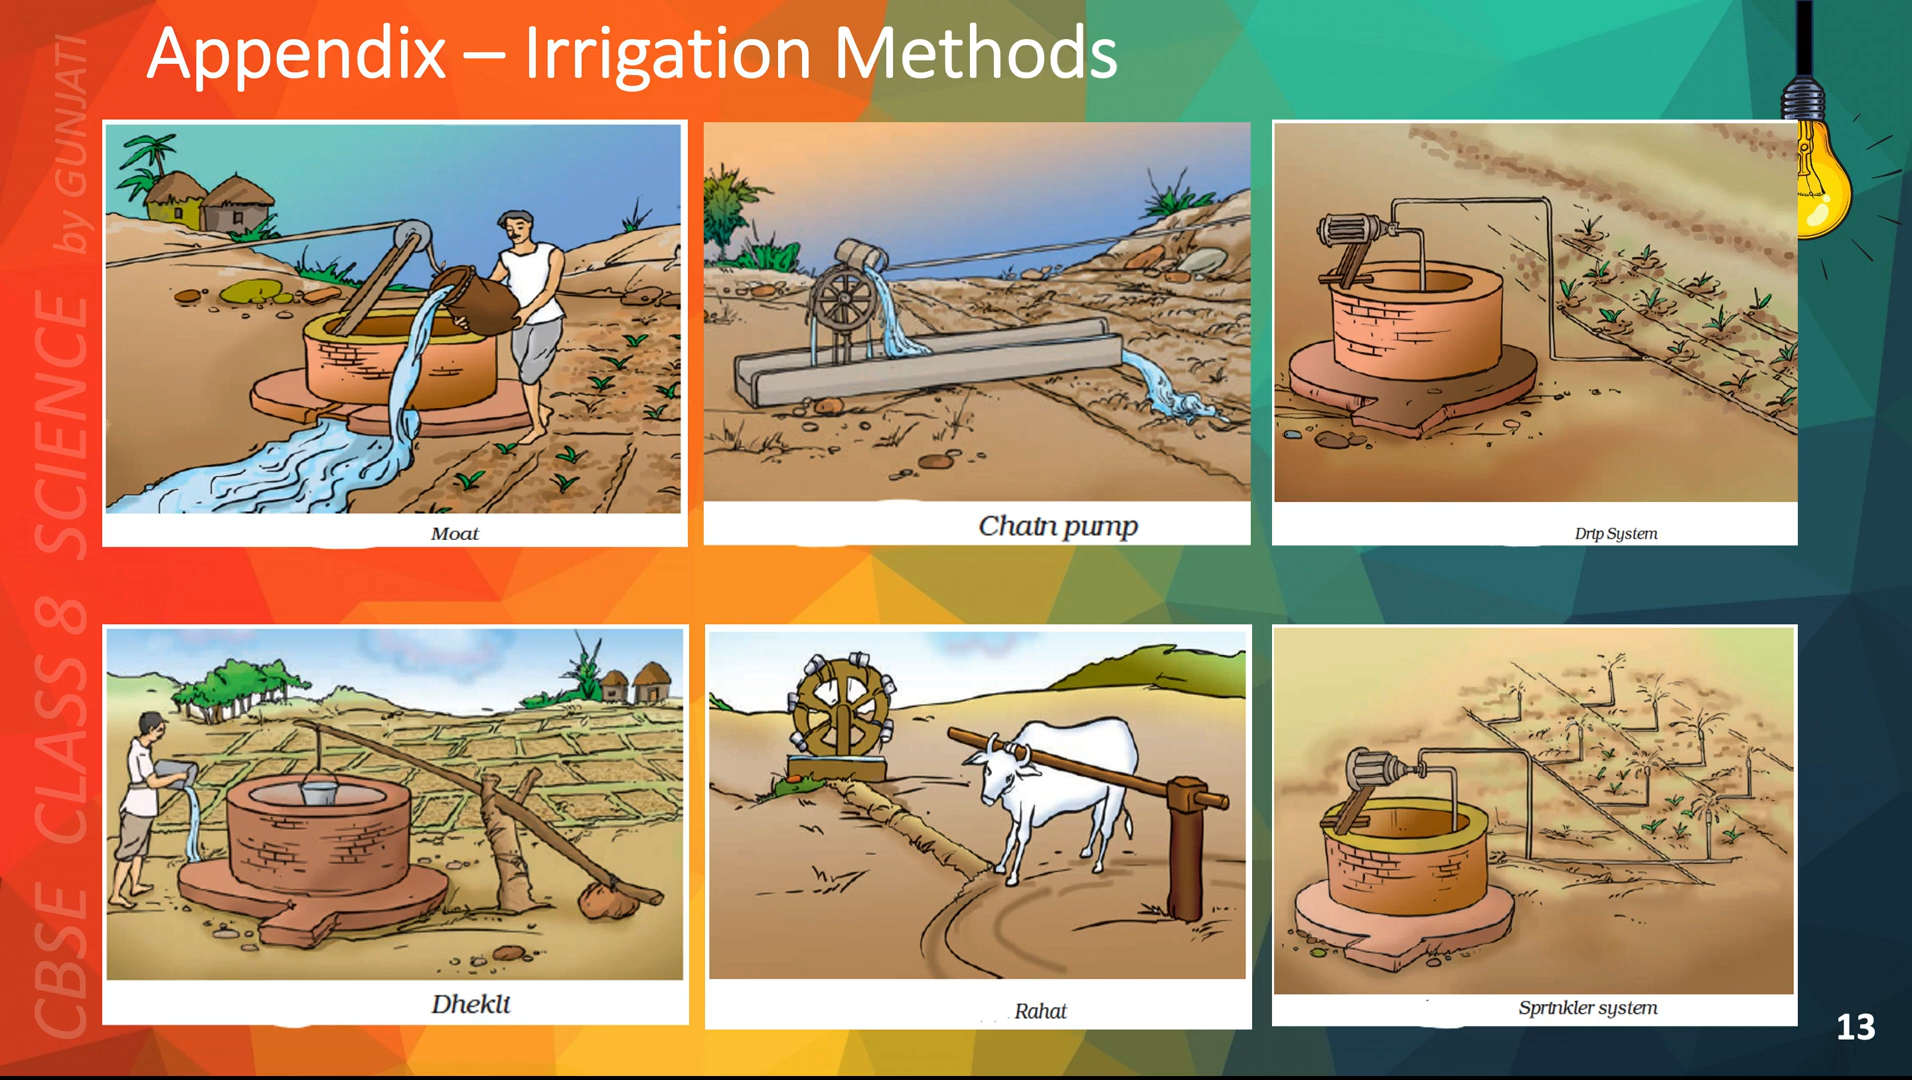 Appendix – Irrigation Methods
CBSE CLASS 8 SCIENCE by GUNJATI
Moat
Chain pump
Drip System
Dhekli
Rahat
Sprinkler system
13